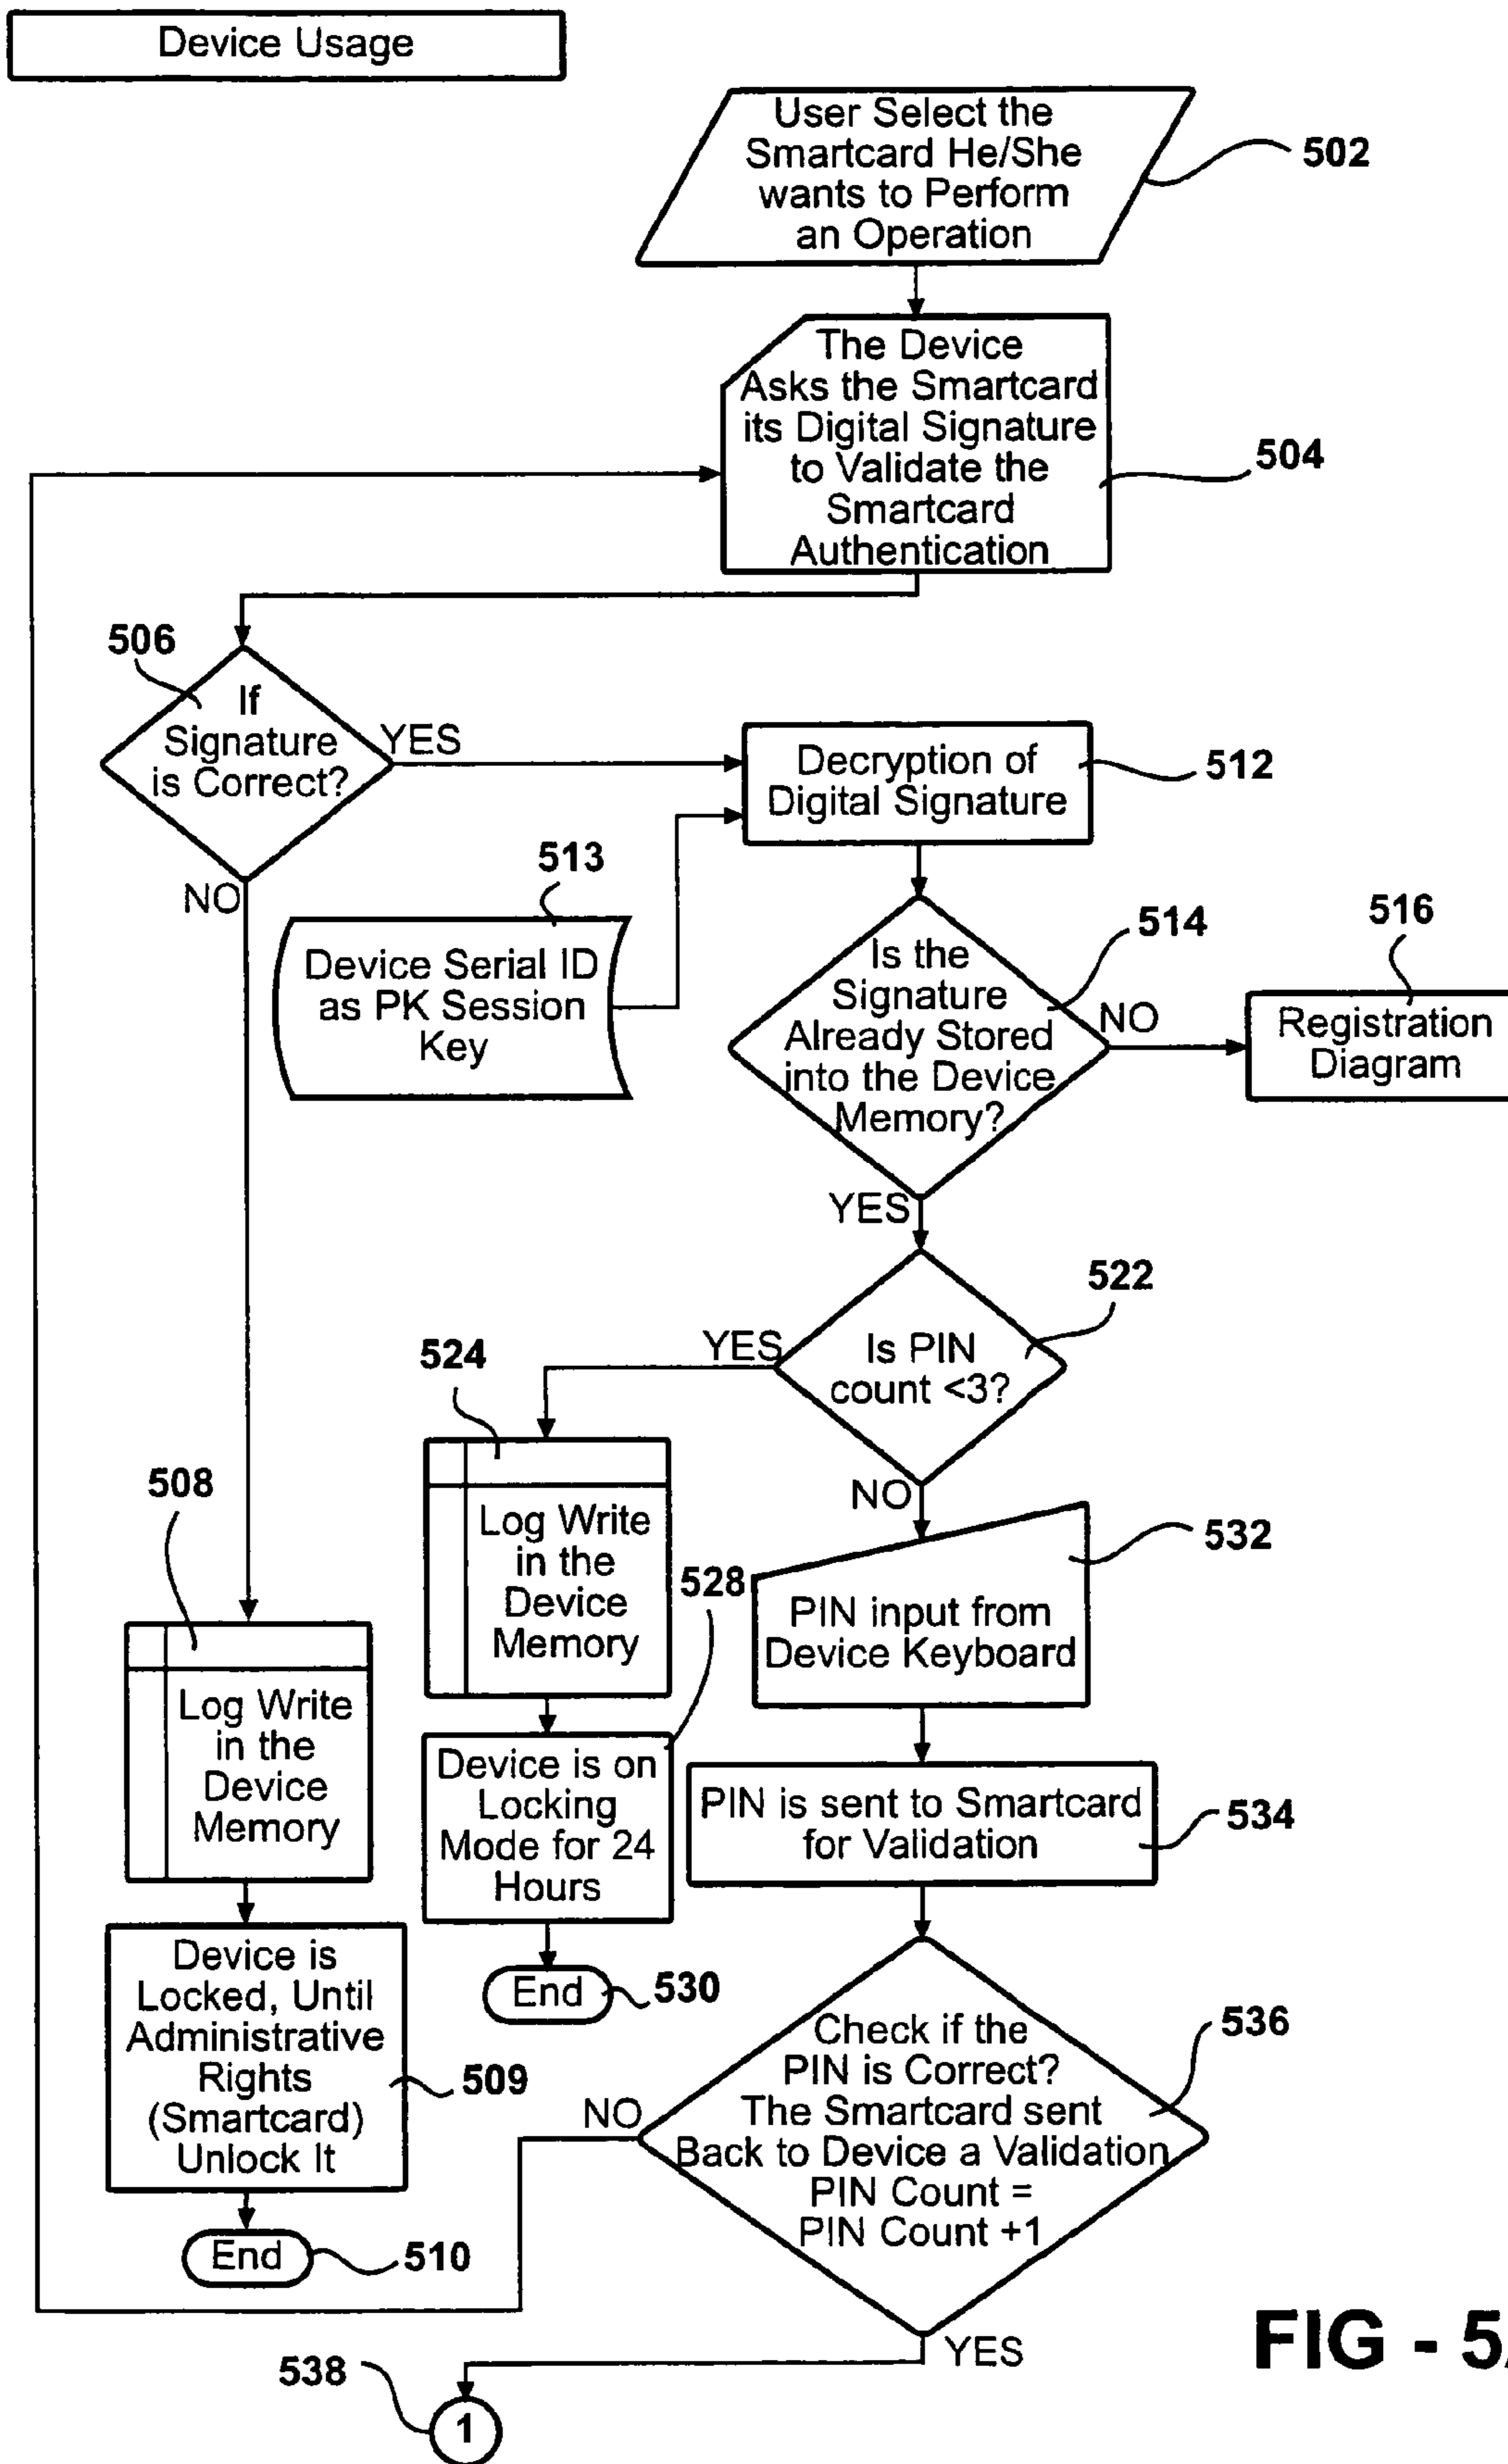 Device Usage
User Select the
Smartcard He/She
wants to Perform
an Operation
502
The Device
Asks the Smartcard
its Digital Signature
to Validate the
Smartcard
Authentication
504
506
If
Signature
is Correct?
YES
NO
Decryption of
Digital Signature
512
513
Device Serial ID
as PK Session
Key
Is the
Signature
Already Stored
into the Device
Memory?
514
NO
YES
516
Registration
Diagram
Is PIN
count <3?
522
YES
NO
524
Log Write
in the
Device
Memory
528
Device is on
Locking
Mode for 24
Hours
End
530
508
Log Write
in the
Device
Memory
Device is
Locked, Until
Administrative
Rights
(Smartcard)
Unlock It
509
End
510
PIN input from
Device Keyboard
532
PIN is sent to Smartcard
for Validation
534
Check if the
PIN is Correct?
The Smartcard sent
Back to Device a Validation
PIN Count =
PIN Count +1
536
NO
YES
538
1
FIG - 5A